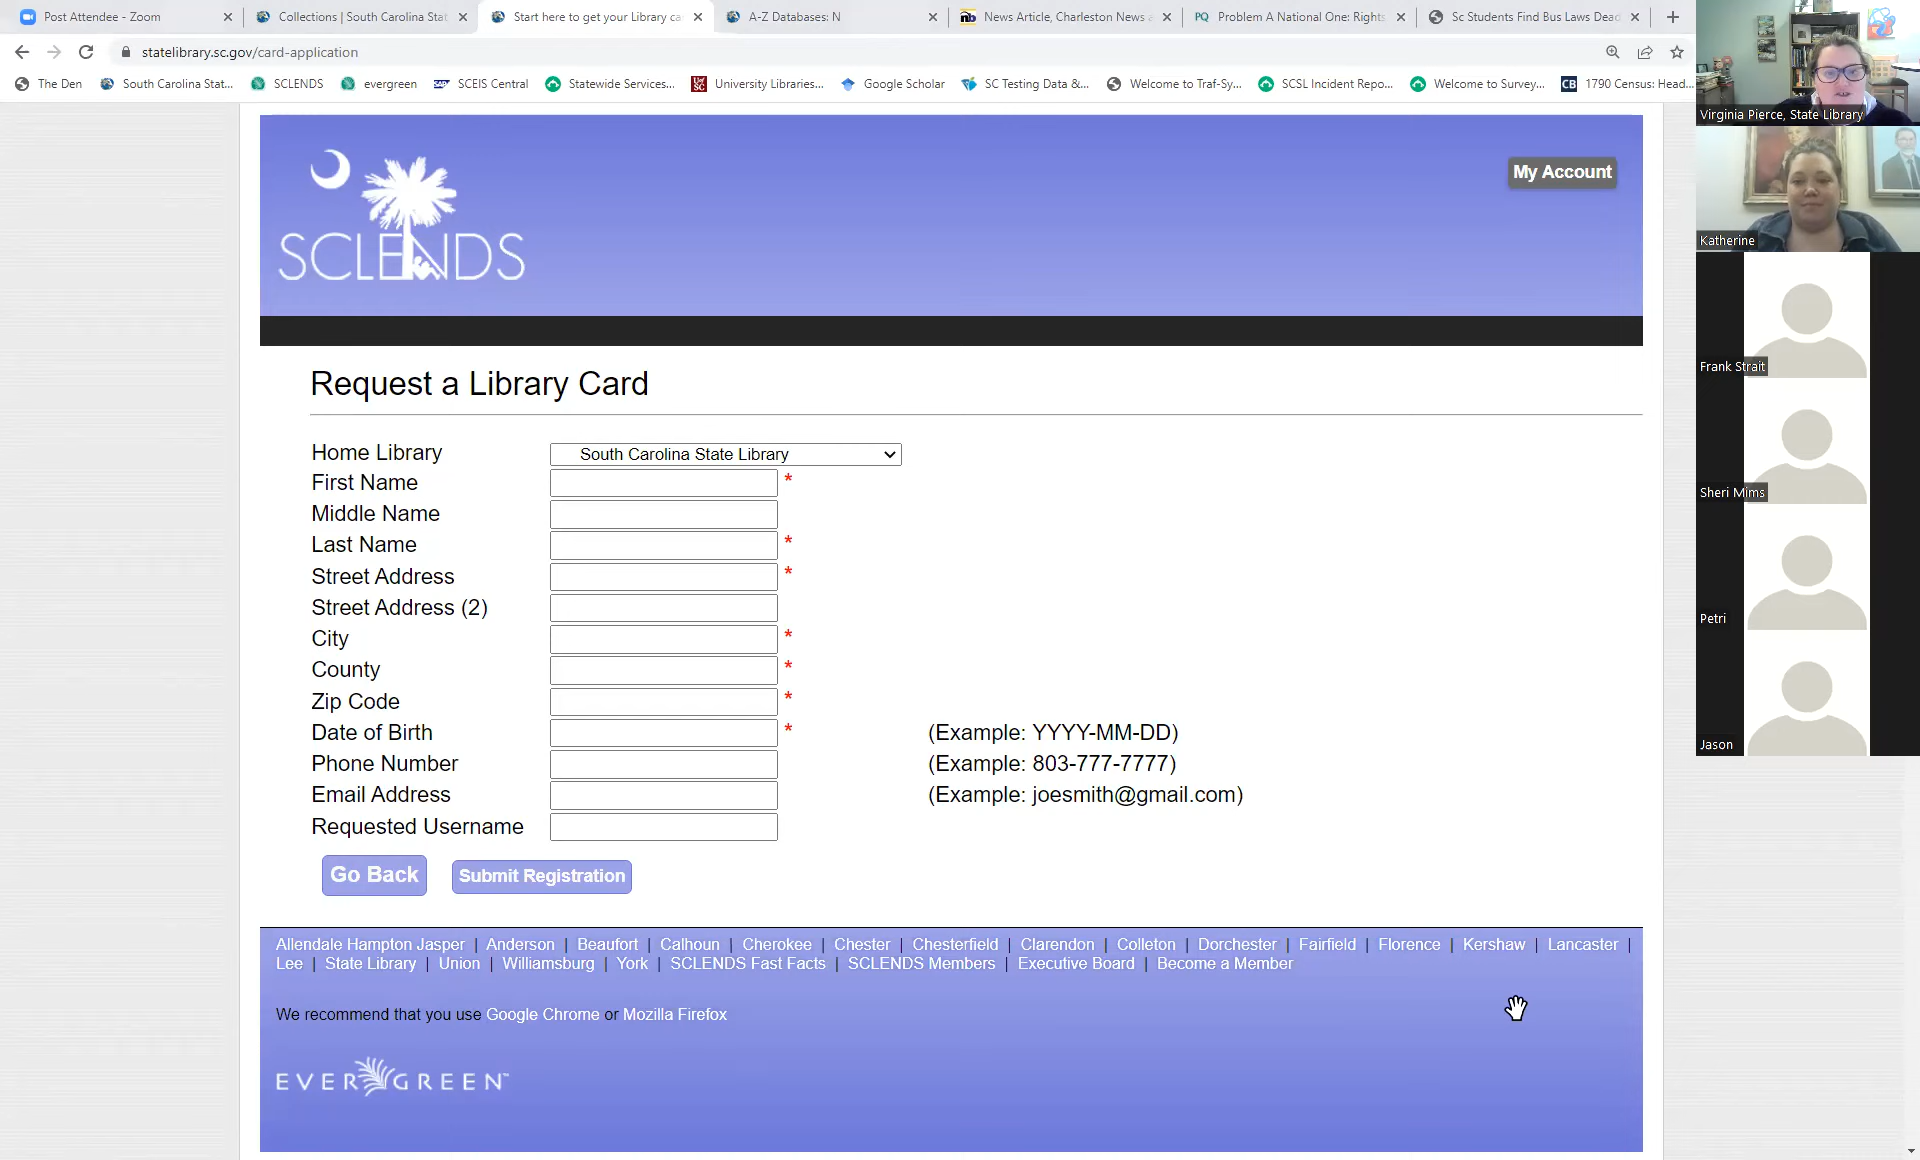 Post Attendee - Zoom
Collections | South Carolina Stat
Start here to get your Library ca
A-Z Databases: N
News Article, Charleston News a
Problem A National One: Rights
Sc Students Find Bus Laws Dead
statelibrary.sc.gov/card-application
The Den
South Carolina Stat...
SCLENDS
evergreen
SCEIS Central
Statewide Services...
University Libraries...
Google Scholar
SC Testing Data &...
Welcome to Traf-Sy...
SCSL Incident Repo...
Welcome to Survey...
1790 Census: Head...
SCLENDS
My Account
Request a Library Card
Home Library South Carolina State Library
First Name *
Middle Name
Last Name *
Street Address *
Street Address (2)
City *
County *
Zip Code *
Date of Birth * (Example: YYYY-MM-DD)
Phone Number (Example: 803-777-7777)
Email Address (Example: joesmith@gmail.com)
Requested Username
Go Back Submit Registration
Allendale Hampton Jasper | Anderson | Beaufort | Calhoun | Cherokee | Chester | Chesterfield | Clarendon | Colleton | Dorchester | Fairfield | Florence | Kershaw | Lancaster |
Lee | State Library | Union | Williamsburg | York | SCLENDS Fast Facts | SCLENDS Members | Executive Board | Become a Member
We recommend that you use Google Chrome or Mozilla Firefox
EVERGREEN™
Virginia Pierce, State Library
Katherine
Frank Strait
Sheri Mims
Petri
Jason